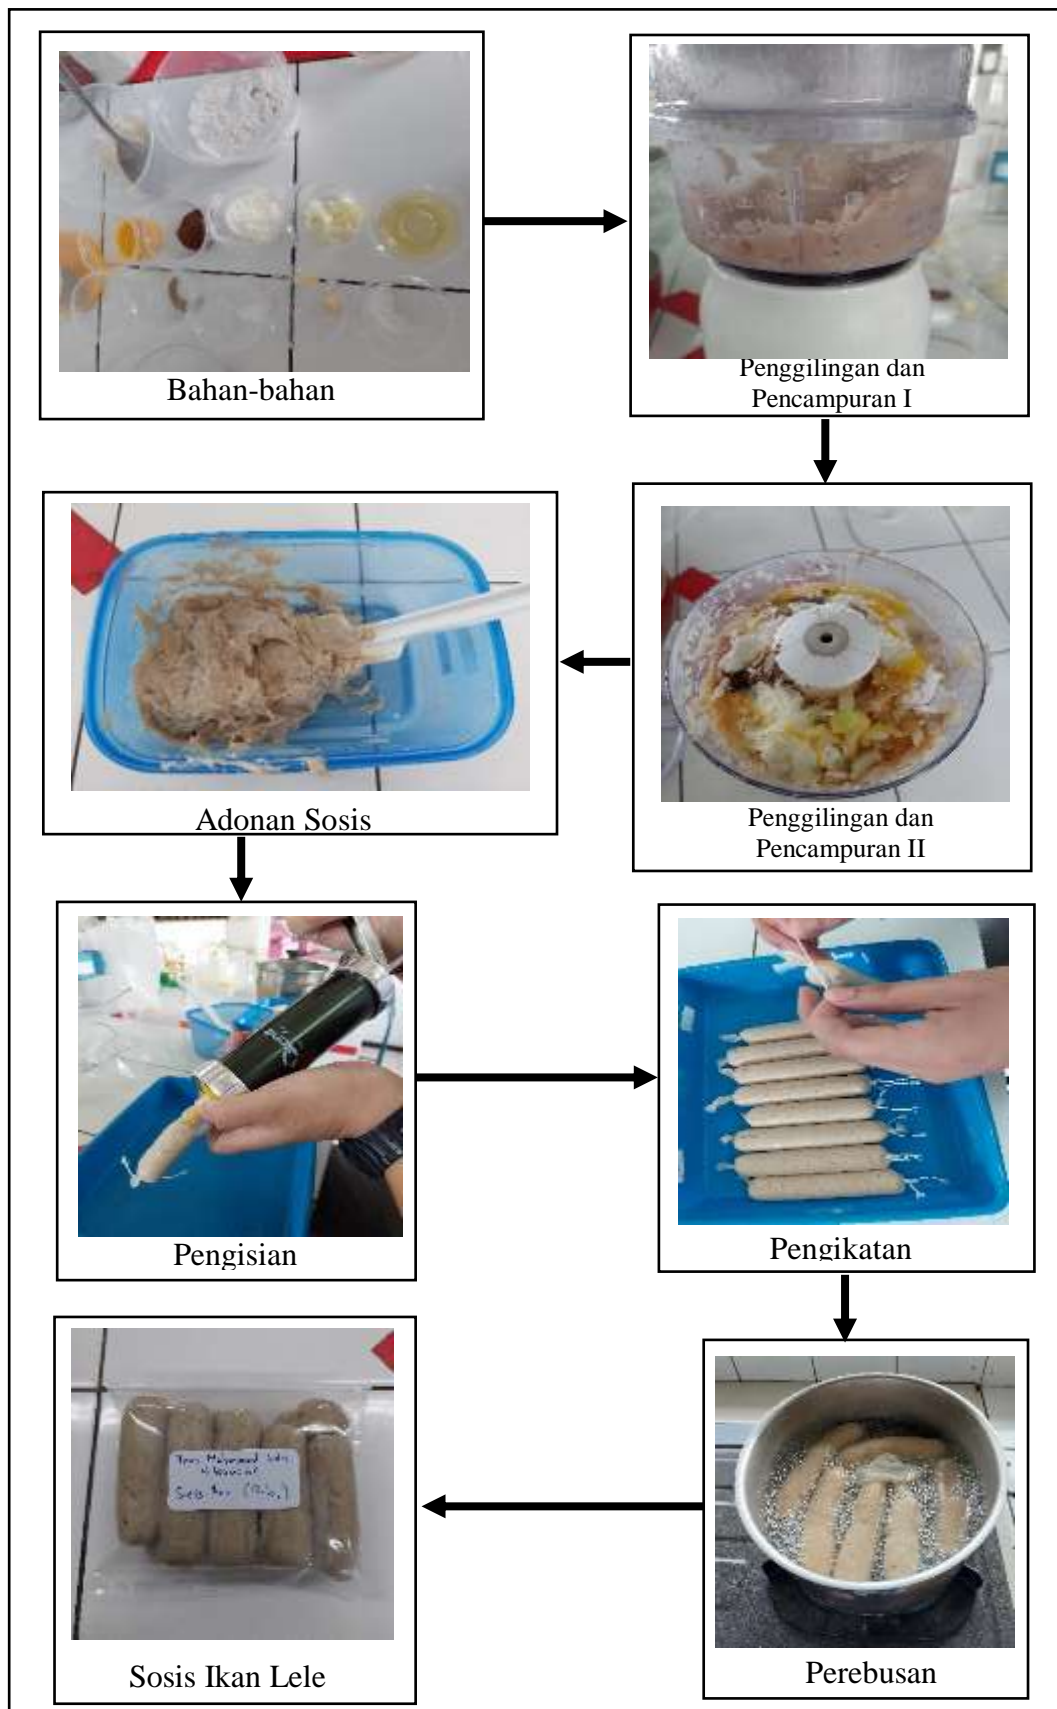 Bahan-bahan
Penggilingan dan
Pencampuran I
Penggilingan dan
Pencampuran II
Adonan Sosis
Pengisian
Pengikatan
Perebusan
Sosis Ikan Lele